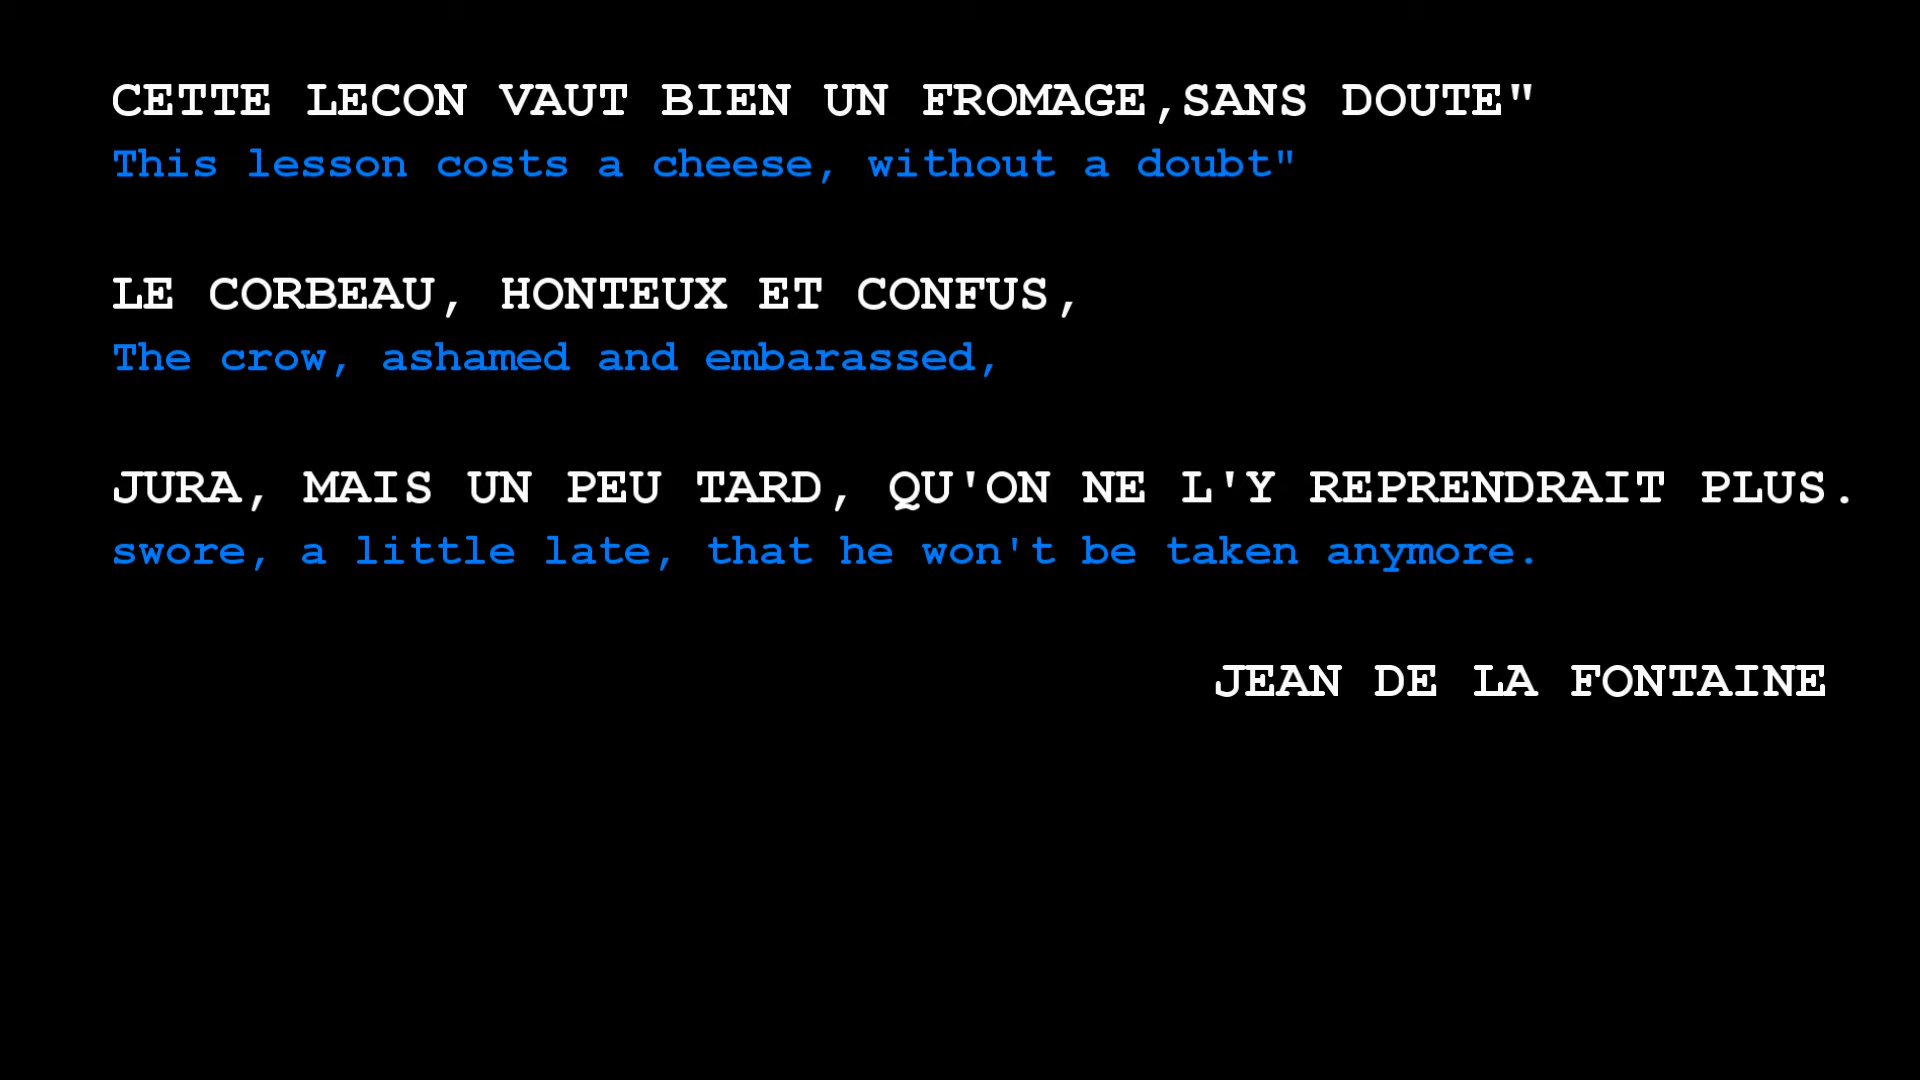 CETTE LECON VAUT BIEN UN FROMAGE,SANS DOUTE"
This lesson costs a cheese, without a doubt"
LE CORBEAU, HONTEUX ET CONFUS,
The crow, ashamed and embarassed,
JURA, MAIS UN PEU TARD, QU'ON NE L'Y REPRENDRAIT PLUS.
swore, a little late, that he won't be taken anymore.
JEAN DE LA FONTAINE